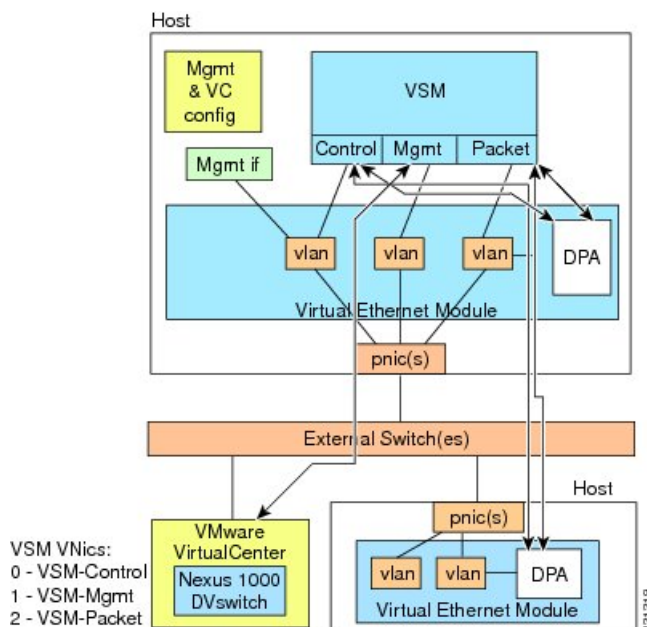 Host
Mgmt
& VC
config
VSM
Control
Mgmt
Packet
Mgmt if
vlan
vlan
vlan
DPA
Virtual Ethernet Module
pnic(s)
External Switch(es)
Host
pnic(s)
VMware
VirtualCenter
Nexus 1000
DVswitch
vlan
vlan
DPA
Virtual Ethernet Module
VSM VNics:
0 - VSM-Control
1 - VSM-Mgmt
2 - VSM-Packet